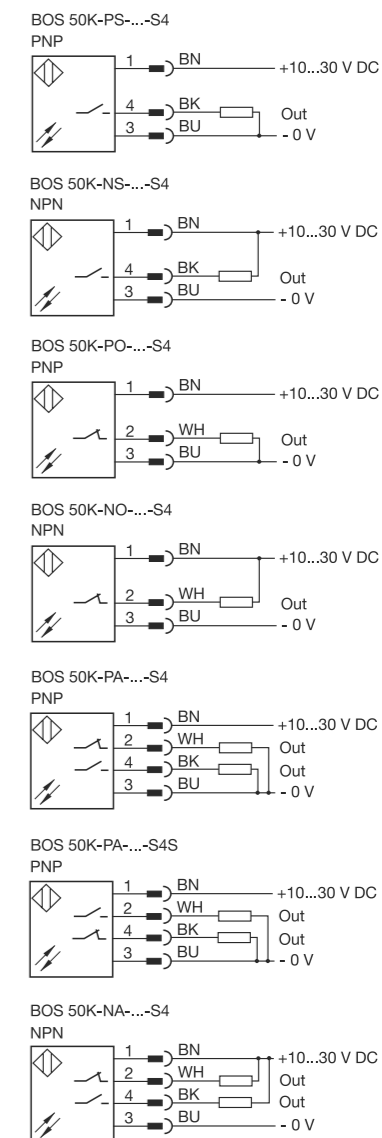 BOS 50K-PS-...-S4
PNP
1 BN +10...30 V DC
4 BK Out
3 BU - 0 V
BOS 50K-NS-...-S4
NPN
1 BN +10...30 V DC
4 BK Out
3 BU - 0 V
BOS 50K-PO-...-S4
PNP
1 BN +10...30 V DC
2 WH Out
3 BU - 0 V
BOS 50K-NO-...-S4
NPN
1 BN +10...30 V DC
2 WH Out
3 BU - 0 V
BOS 50K-PA-...-S4
PNP
1 BN +10...30 V DC
2 WH Out
4 BK Out
3 BU - 0 V
BOS 50K-PA-...-S4S
PNP
1 BN +10...30 V DC
2 WH Out
4 BK Out
3 BU - 0 V
BOS 50K-NA-...-S4
NPN
1 BN +10...30 V DC
2 WH Out
4 BK Out
3 BU - 0 V